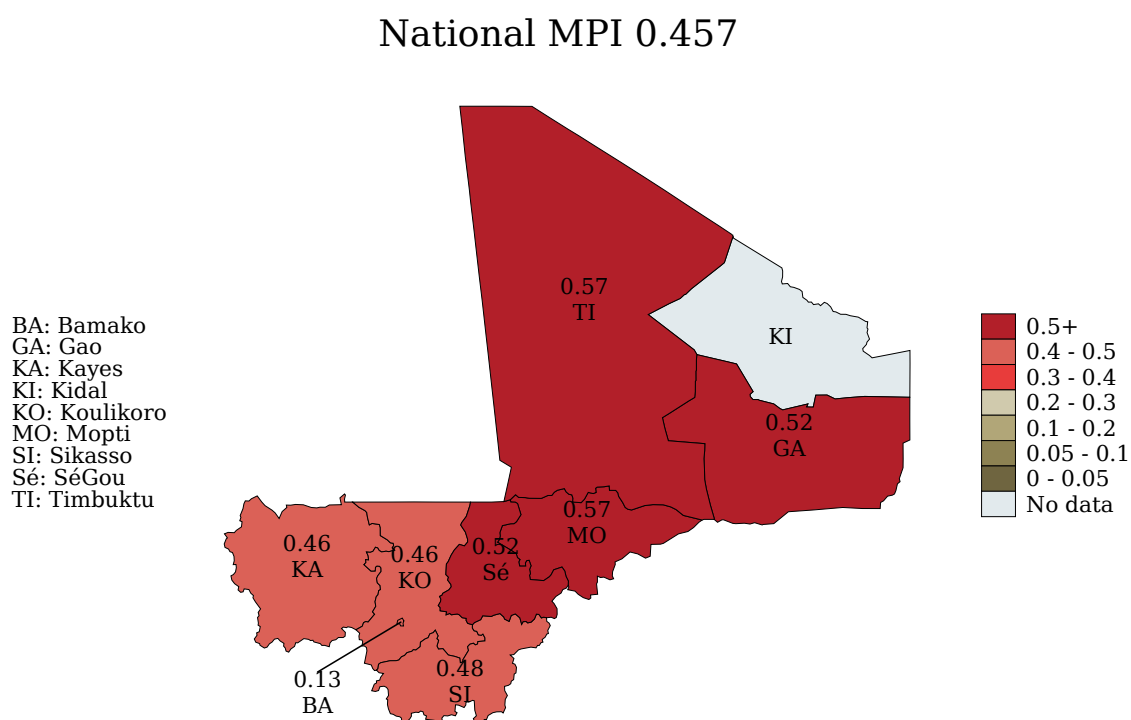 National MPI 0.457
0.57
TI
KI
BA: Bamako
GA: Gao
KA: Kayes
KI: Kidal
KO: Koulikoro
MO: Mopti
SI: Sikasso
Sé: SéGou
TI: Timbuktu
0.5+
0.4 - 0.5
0.3 - 0.4
0.2 - 0.3
0.1 - 0.2
0.05 - 0.1
0 - 0.05
No data
0.52
GA
0.57
MO
0.46
KA
0.46
KO
0.52
Sé
0.48
SI
0.13
BA